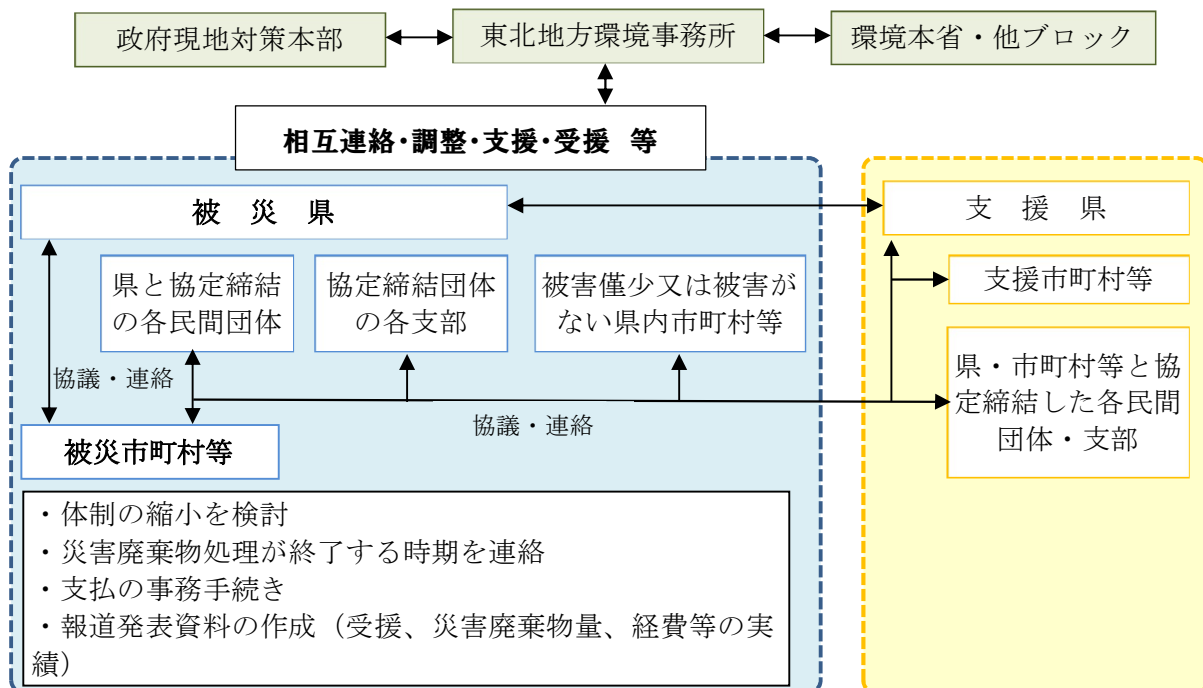 政府現地対策本部
東北地方環境事務所
環境本省・他ブロック
相互連絡・調整・支援・受援 等
被 災 県
支 援 県
県と協定締結
の各民間団体
協定締結団体
の各支部
被害僅少又は被害が
ない県内市町村等
支援市町村等
県・市町村等と協
定締結した各民間
団体・支部
協議・連絡
協議・連絡
被災市町村等
・体制の縮小を検討
・災害廃棄物処理が終了する時期を連絡
・支払の事務手続き
・報道発表資料の作成（受援、災害廃棄物量、経費等の実
績）